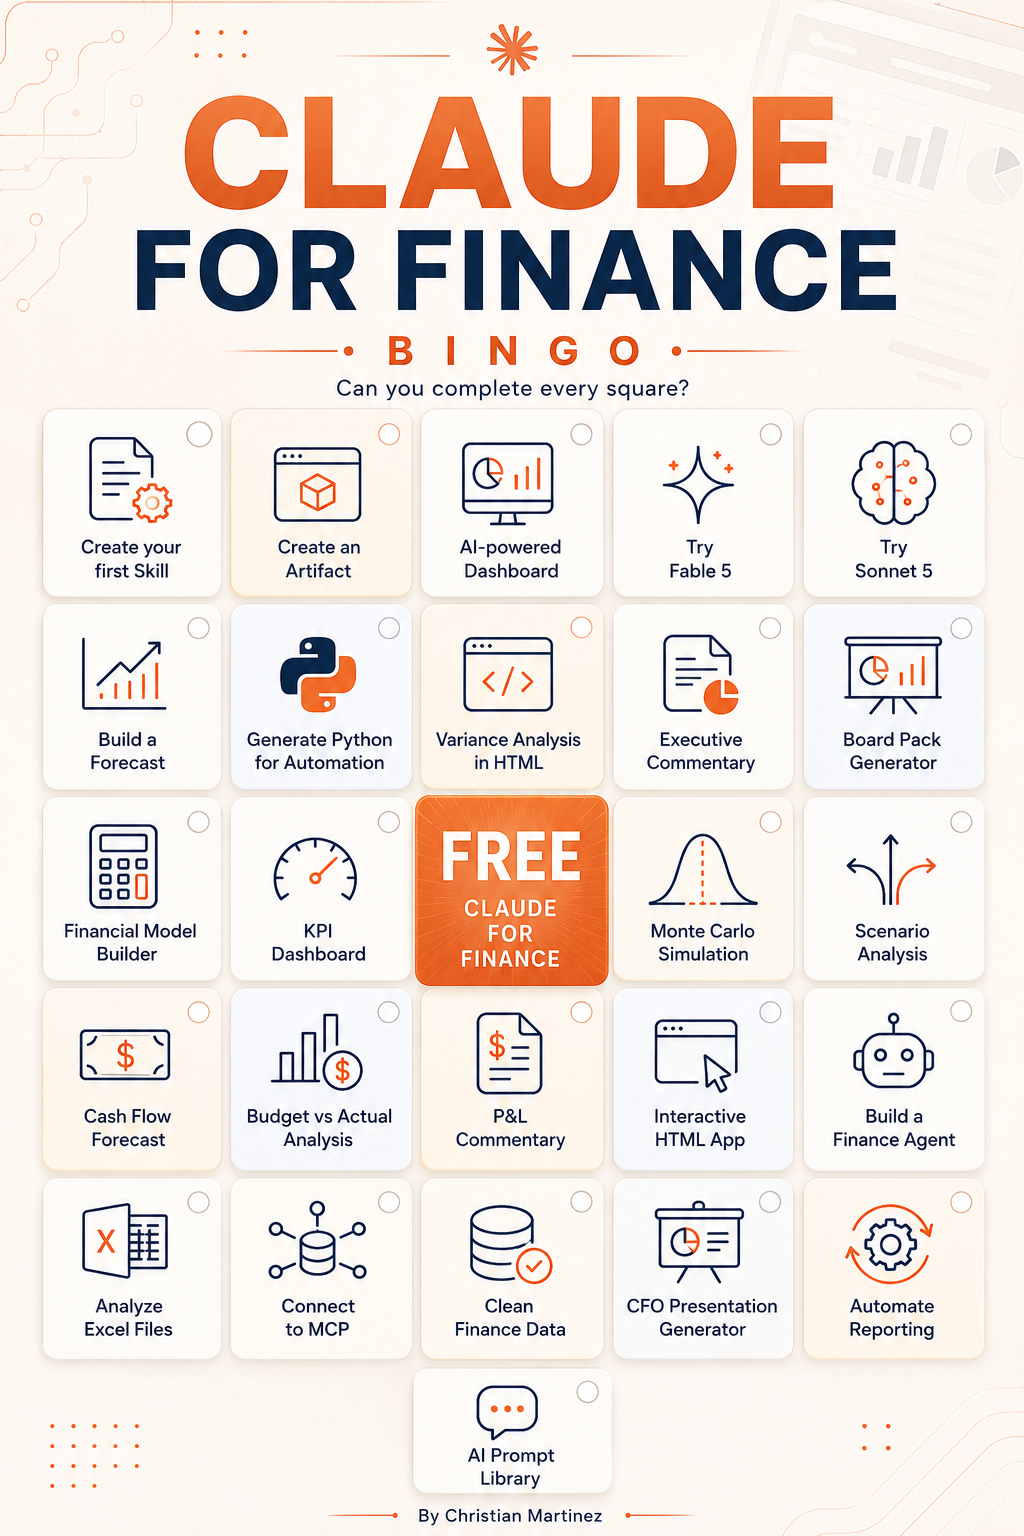 CLAUDE
FOR FINANCE
BINGO
Can you complete every square?
Create your
first Skill
Create an
Artifact
AI-powered
Dashboard
Try
Fable 5
Try
Sonnet 5
Build a
Forecast
Generate Python
for Automation
Variance Analysis
in HTML
Executive
Commentary
Board Pack
Generator
Financial Model
Builder
KPI
Dashboard
FREE
CLAUDE
FOR
FINANCE
Monte Carlo
Simulation
Scenario
Analysis
$
Cash Flow
Forecast
$
Budget vs Actual
Analysis
$
P&L
Commentary
Interactive
HTML App
Build a
Finance Agent
X
Analyze
Excel Files
Connect
to MCP
Clean
Finance Data
CFO Presentation
Generator
Automate
Reporting
AI Prompt
Library
By Christian Martinez